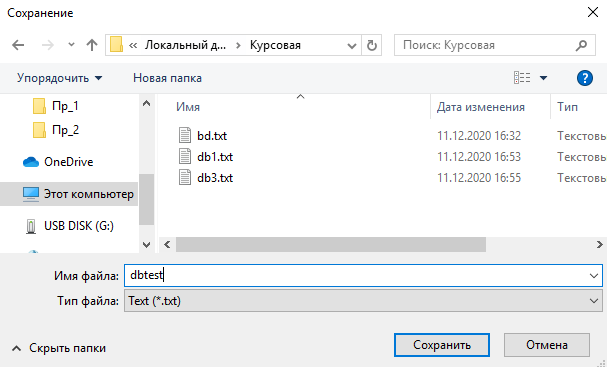 Сохранение
« Локальный д... > Курсовая
Поиск: Курсовая
Упорядочить Новая папка
Имя Дата изменения Тип
Пр_1
Пр_2
OneDrive
Этот компьютер
USB DISK (G:)
bd.txt 11.12.2020 16:32 Текстовь
db1.txt 11.12.2020 16:53 Текстовь
db3.txt 11.12.2020 16:55 Текстовь
Имя файла: dbtest
Тип файла: Text (*.txt)
Скрыть папки Сохранить Отмена